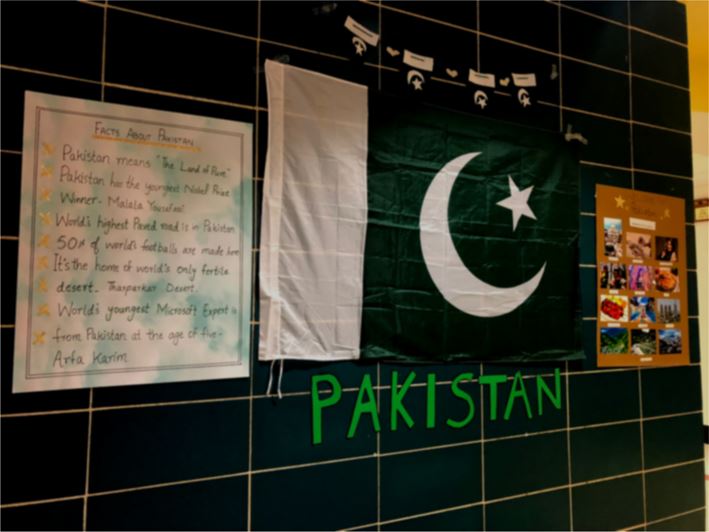 FACTS ABOUT PAKISTAN
Pakistan means "The Land of Pure"
Pakistan has the youngest Nobel Prize
Winner - Malala Yousefzai
World's highest Paved road is in Pakistan
50% of world's footballs are made here
It's the home of world's only fertile
desert. Tharparkar Desert.
World's youngest Microsoft Expert is
from Pakistan at the age of five -
Arfa Karim
PAKISTAN